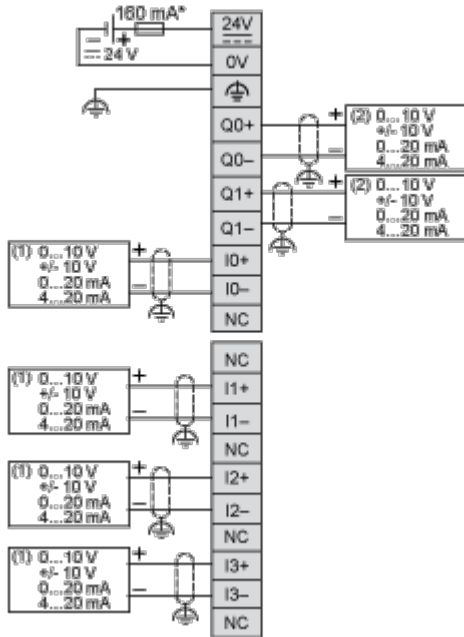 160 mA*
24V
+
24 V
0V
Q0+
+
(2) 0...10 V
+/- 10 V
0...20 mA
4...20 mA
Q0–
–
Q1+
+
(2) 0...10 V
+/- 10 V
0...20 mA
4...20 mA
Q1–
–
(1) 0...10 V
+/- 10 V
0...20 mA
4...20 mA
+
I0+
–
I0–
NC
NC
(1) 0...10 V
+/- 10 V
0...20 mA
4...20 mA
+
I1+
–
I1–
NC
(1) 0...10 V
+/- 10 V
0...20 mA
4...20 mA
+
I2+
–
I2–
NC
(1) 0...10 V
+/- 10 V
0...20 mA
4...20 mA
+
I3+
–
I3–
NC